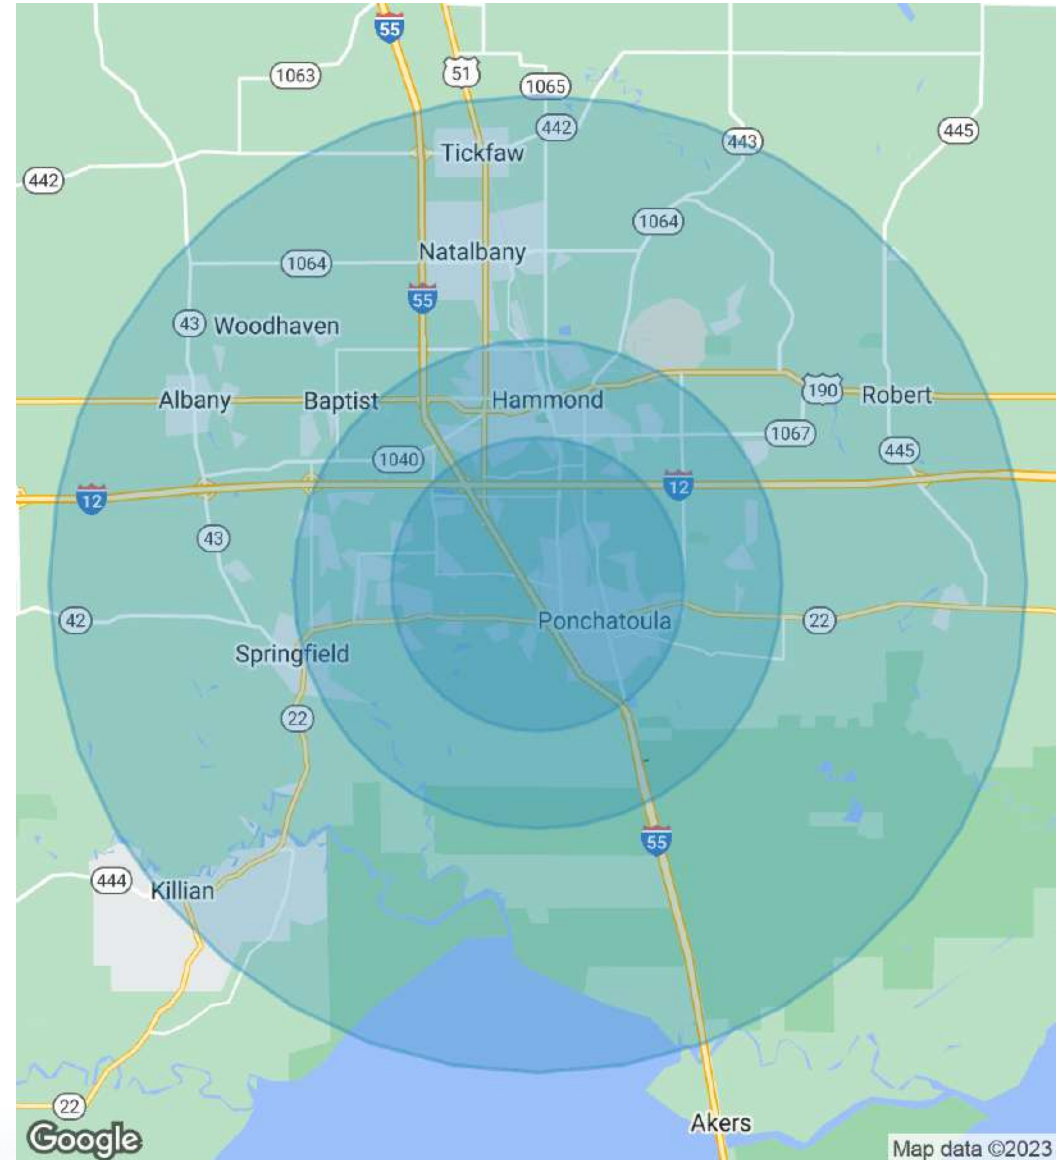 55
51
1063
1065
442
443
445
Tickfaw
442
1064
Natalbany
1064
55
43
Woodhaven
190
Robert
Albany
Baptist
Hammond
1067
445
1040
12
12
43
42
Ponchatoula
22
Springfield
22
55
444
Killian
22
Akers
Google
Map data ©2023